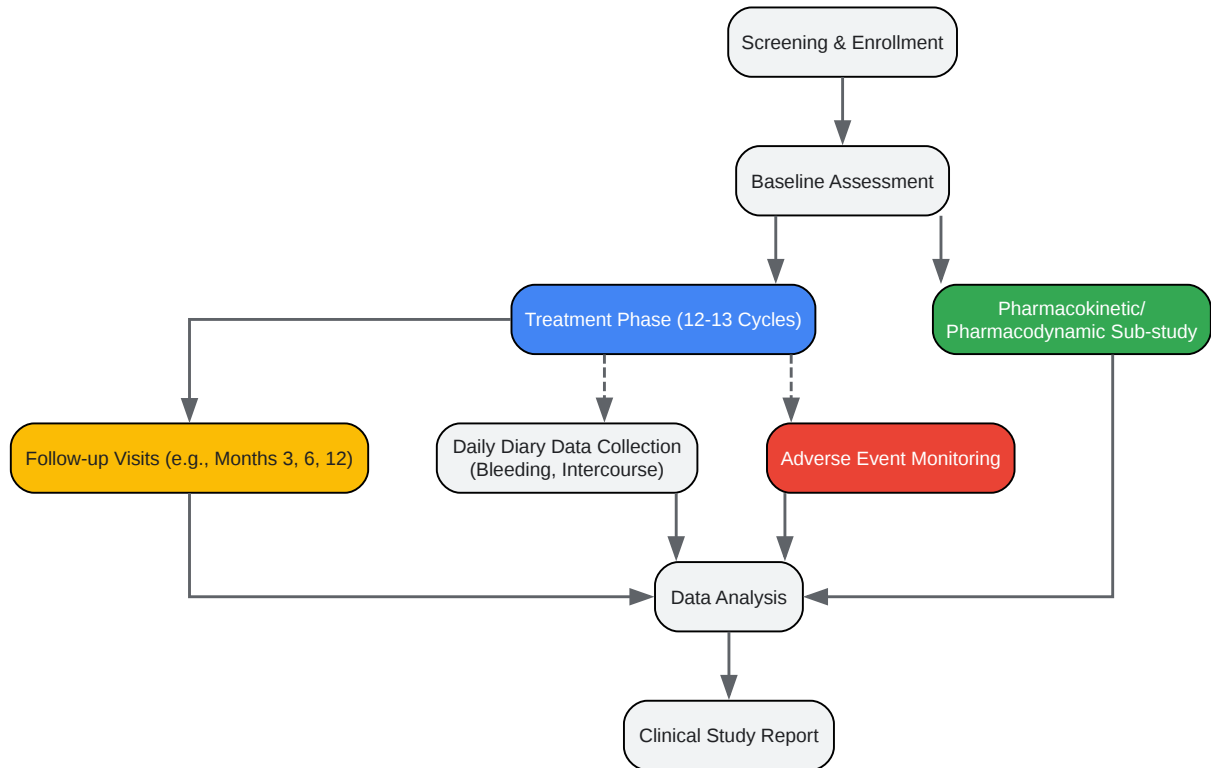 Screening & Enrollment
Baseline Assessment
Treatment Phase (12-13 Cycles)
Pharmacokinetic/
Pharmacodynamic Sub-study
Follow-up Visits (e.g., Months 3, 6, 12)
Daily Diary Data Collection
(Bleeding, Intercourse)
Adverse Event Monitoring
Data Analysis
Clinical Study Report